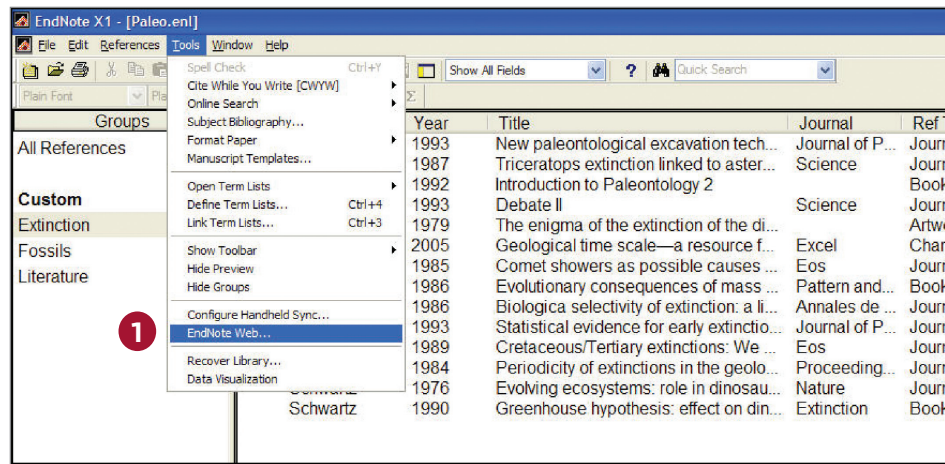 EndNote X1 - [Paleo.enl]
File Edit References Tools Window Help
Show All Fields ? Quick Search
Plain Font Σ
Groups
All References
Custom
Extinction
Fossils
Literature
1
Spell Check Ctrl+Y
Cite While You Write [CWYW]
Online Search
Subject Bibliography...
Format Paper
Manuscript Templates...
Open Term Lists
Define Term Lists... Ctrl+4
Link Term Lists... Ctrl+3
Show Toolbar
Hide Preview
Hide Groups
Configure Handheld Sync...
EndNote Web...
Recover Library...
Data Visualization
Year Title Journal Ref
1993 New paleontological excavation tech... Journal of P... Journ
1987 Triceratops extinction linked to aster... Science Journ
1992 Introduction to Paleontology 2 Book
1993 Debate II Science Journ
1979 The enigma of the extinction of the di... Artwo
2005 Geological time scale—a resource f... Excel Char
1985 Comet showers as possible causes ... Eos Journ
1986 Evolutionary consequences of mass ... Pattern and... Book
1986 Biologica selectivity of extinction: a li... Annales de ... Journ
1993 Statistical evidence for early extinctio... Journal of P... Journ
1989 Cretaceous/Tertiary extinctions: We ... Eos Journ
1984 Periodicity of extinctions in the geolo... Proceeding... Journ
1976 Evolving ecosystems: role in dinosau... Nature Journ
Schwartz 1990 Greenhouse hypothesis: effect on din... Extinction Book